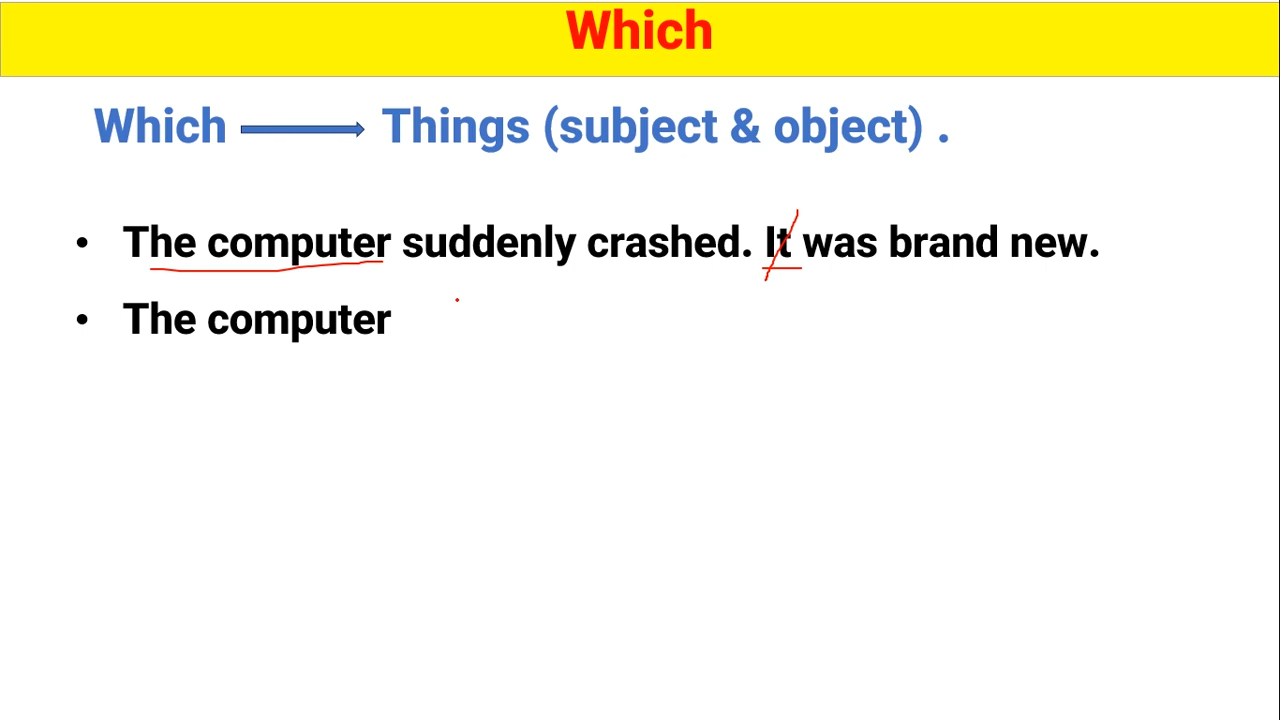 Which
Which Things (subject & object) .
• The computer suddenly crashed. It was brand new.
• The computer